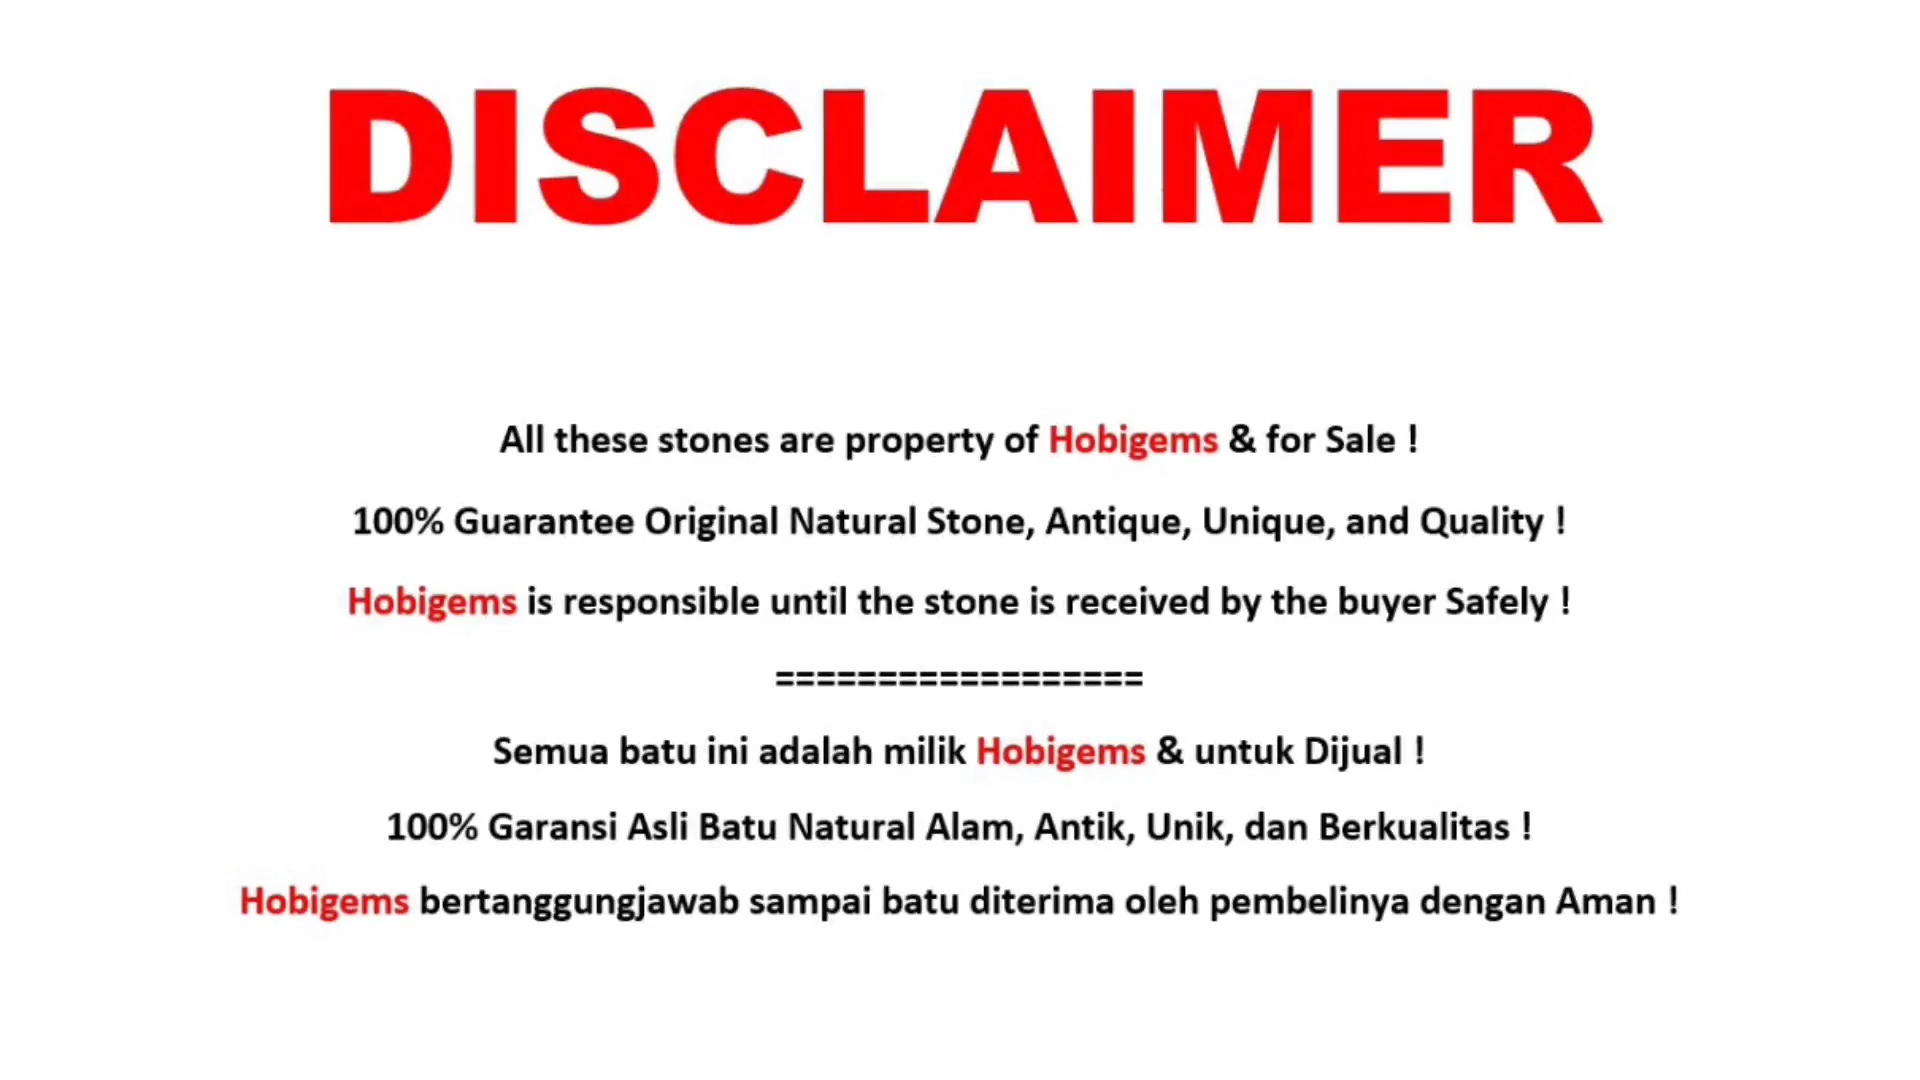 DISCLAIMER
All these stones are property of Hobigems & for Sale !
100% Guarantee Original Natural Stone, Antique, Unique, and Quality !
Hobigems is responsible until the stone is received by the buyer Safely !
==================
Semua batu ini adalah milik Hobigems & untuk Dijual !
100% Garansi Asli Batu Natural Alam, Antik, Unik, dan Berkualitas !
Hobigems bertanggungjawab sampai batu diterima oleh pembelinya dengan Aman !